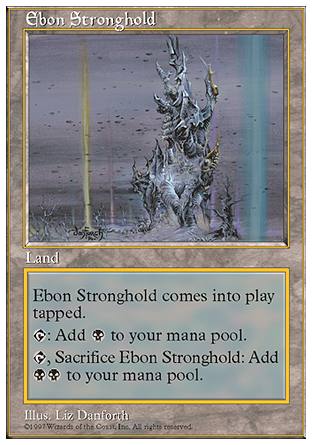 Ebon Stronghold
Danforth
Land
Ebon Stronghold comes into play
tapped.
: Add to your mana pool.
, Sacrifice Ebon Stronghold: Add
to your mana pool.
Illus. Liz Danforth
©1997 Wizards of the Coast, Inc. All rights reserved.